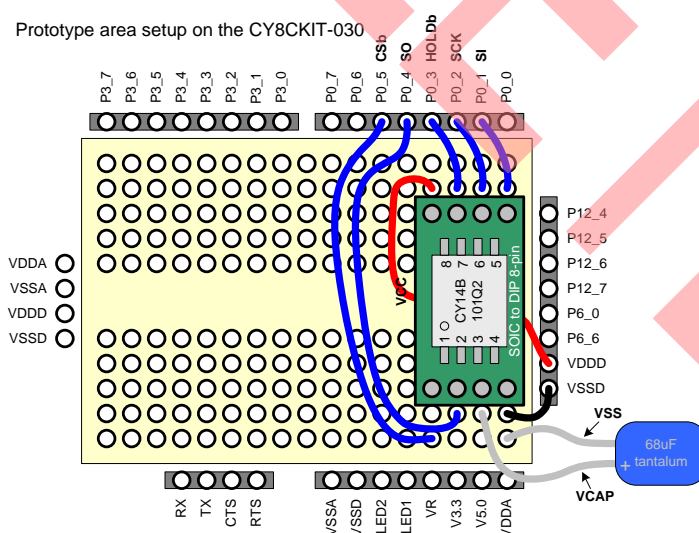 Prototype area setup on the CY8CKIT-030
CSb
SO
HOLDb
SCK
SI
P3_7
P3_6
P3_5
P3_4
P3_3
P3_2
P3_1
P3_0
P0_7
P0_6
P0_5
P0_4
P0_3
P0_2
P0_1
P0_0
VDDA
VSSA
VDDD
VSSD
P12_4
P12_5
P12_6
P12_7
P6_0
P6_6
VDDD
VSSD
VCC
8
7
6
5
CY14B
101Q2
1
2
3
4
SOIC to DIP 8-pin
VSS
68uF
+ tantalum
VCAP
RX
TX
CTS
RTS
VSSA
VSSD
LED2
LED1
VR
V3.3
V5.0
VDDA